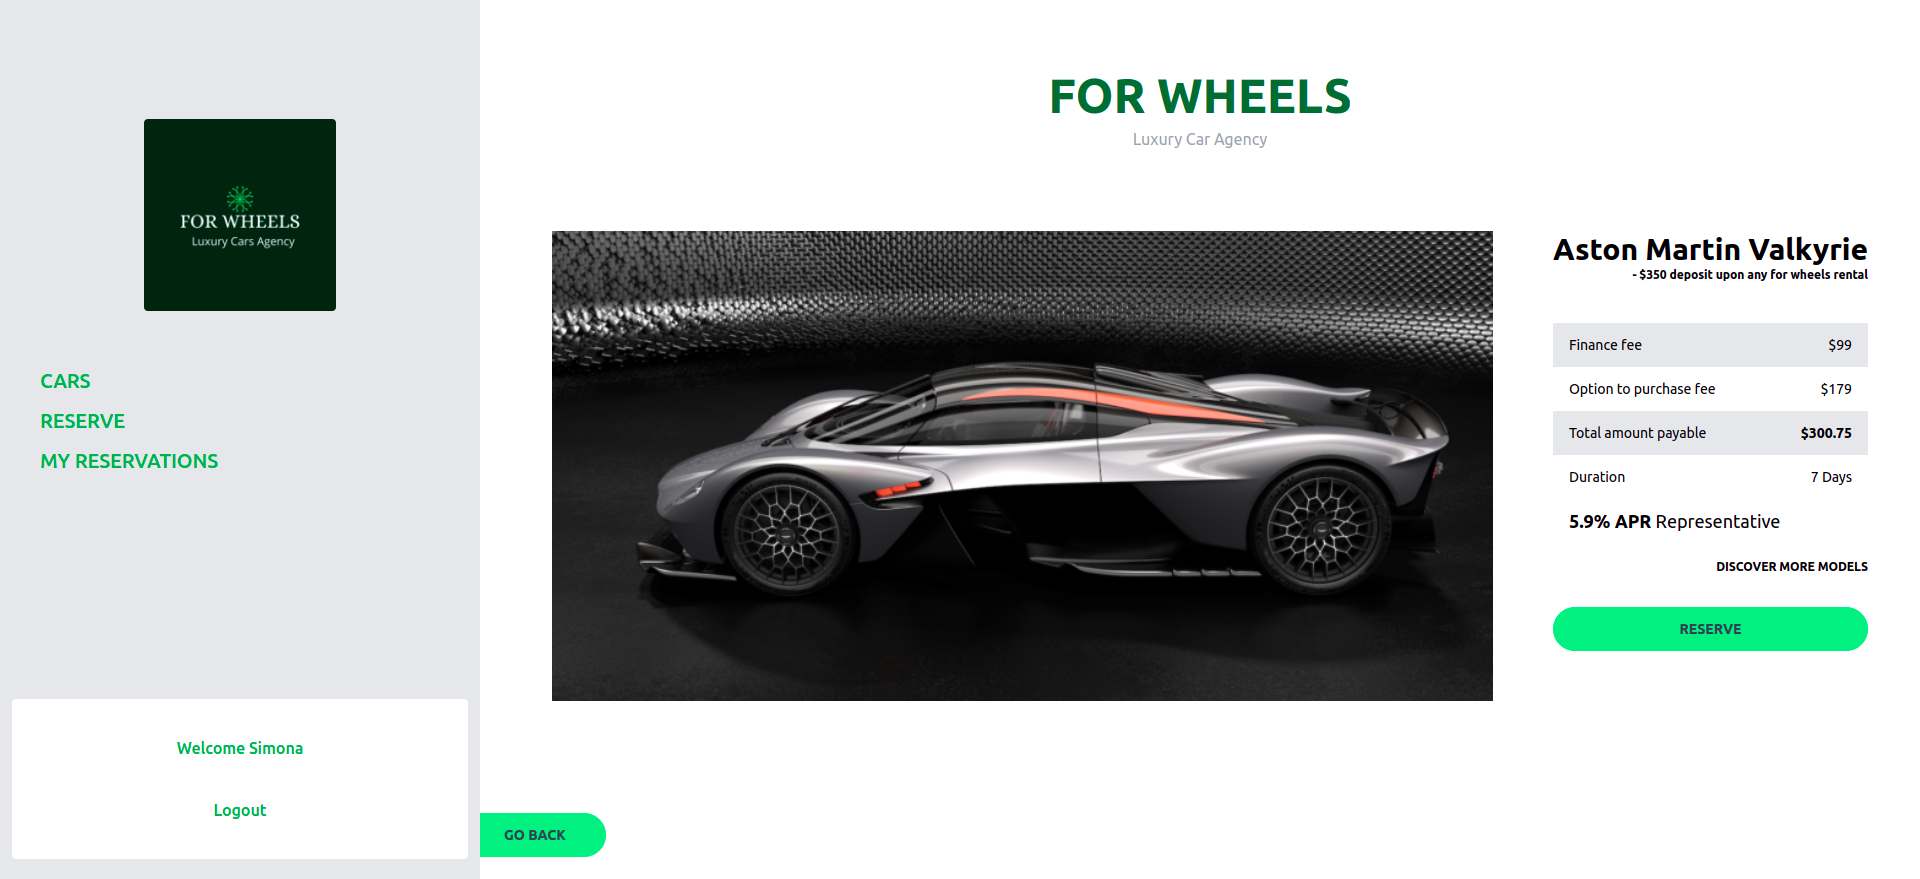 FOR WHEELS
Luxury Cars Agency
CARS
RESERVE
MY RESERVATIONS
Welcome Simona
Logout
FOR WHEELS
Luxury Car Agency
Aston Martin Valkyrie
- $350 deposit upon any for wheels rental
Finance fee $99
Option to purchase fee $179
Total amount payable $300.75
Duration 7 Days
5.9% APR Representative
DISCOVER MORE MODELS
RESERVE
GO BACK